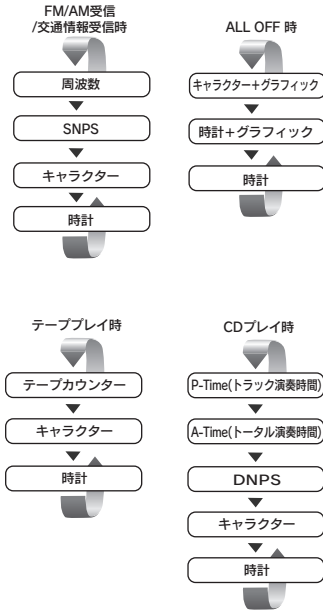 FM/AM受信
/交通情報受信時
周波数
SNPS
キャラクター
時計
ALL OFF 時
キャラクター+グラフィック
時計+グラフィック
時計
テーププレイ時
テープカウンター
キャラクター
時計
CDプレイ時
P-Time(トラック演奏時間)
A-Time(トータル演奏時間)
DNPS
キャラクター
時計